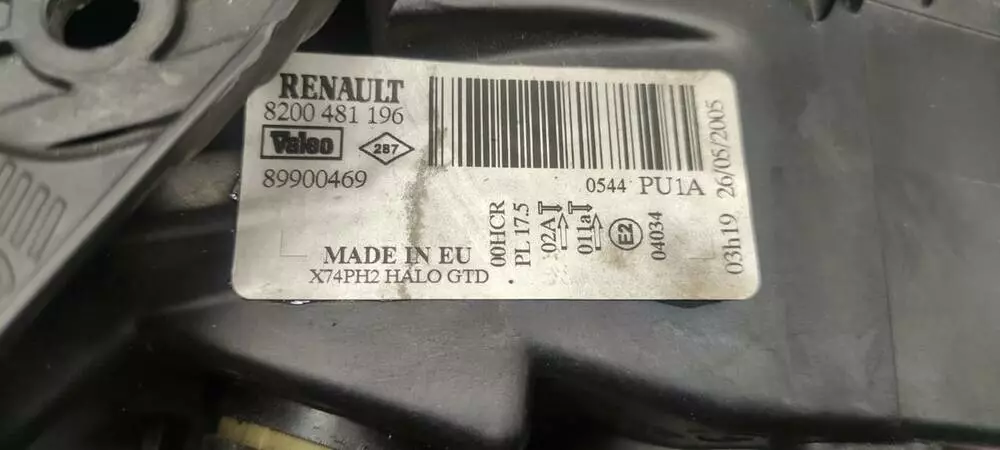 RENAULT
8200 481 196
Valeo
287
89900469
0544 PU1A
MADE IN EU
X74PH2 HALO GTD
00HCR
PL 17.5
02A
011a
E2
04034
03h19 26/05/2005